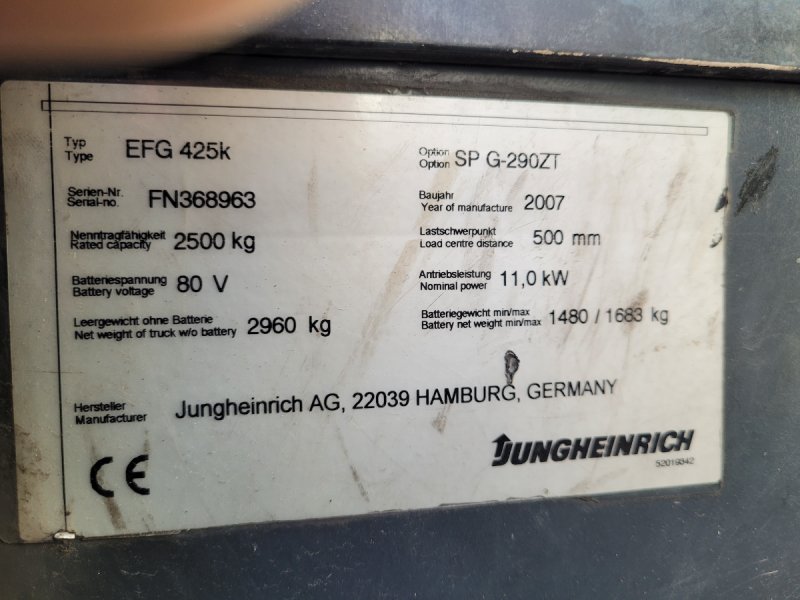 Typ
Type EFG 425k
Option
Option SP G-290ZT
Serien-Nr.
Serial-no. FN368963
Baujahr
Year of manufacture 2007
Nenntragfähigkeit
Rated capacity 2500 kg
Lastschwerpunkt
Load centre distance 500 mm
Batteriespannung
Battery voltage 80 V
Antriebsleistung
Nominal power 11,0 kW
Leergewicht ohne Batterie
Net weight of truck w/o battery 2960 kg
Batteriegewicht min/max
Battery net weight min/max 1480 / 1683 kg
Hersteller
Manufacturer Jungheinrich AG, 22039 HAMBURG, GERMANY
CE
JUNGHEINRICH
52019342